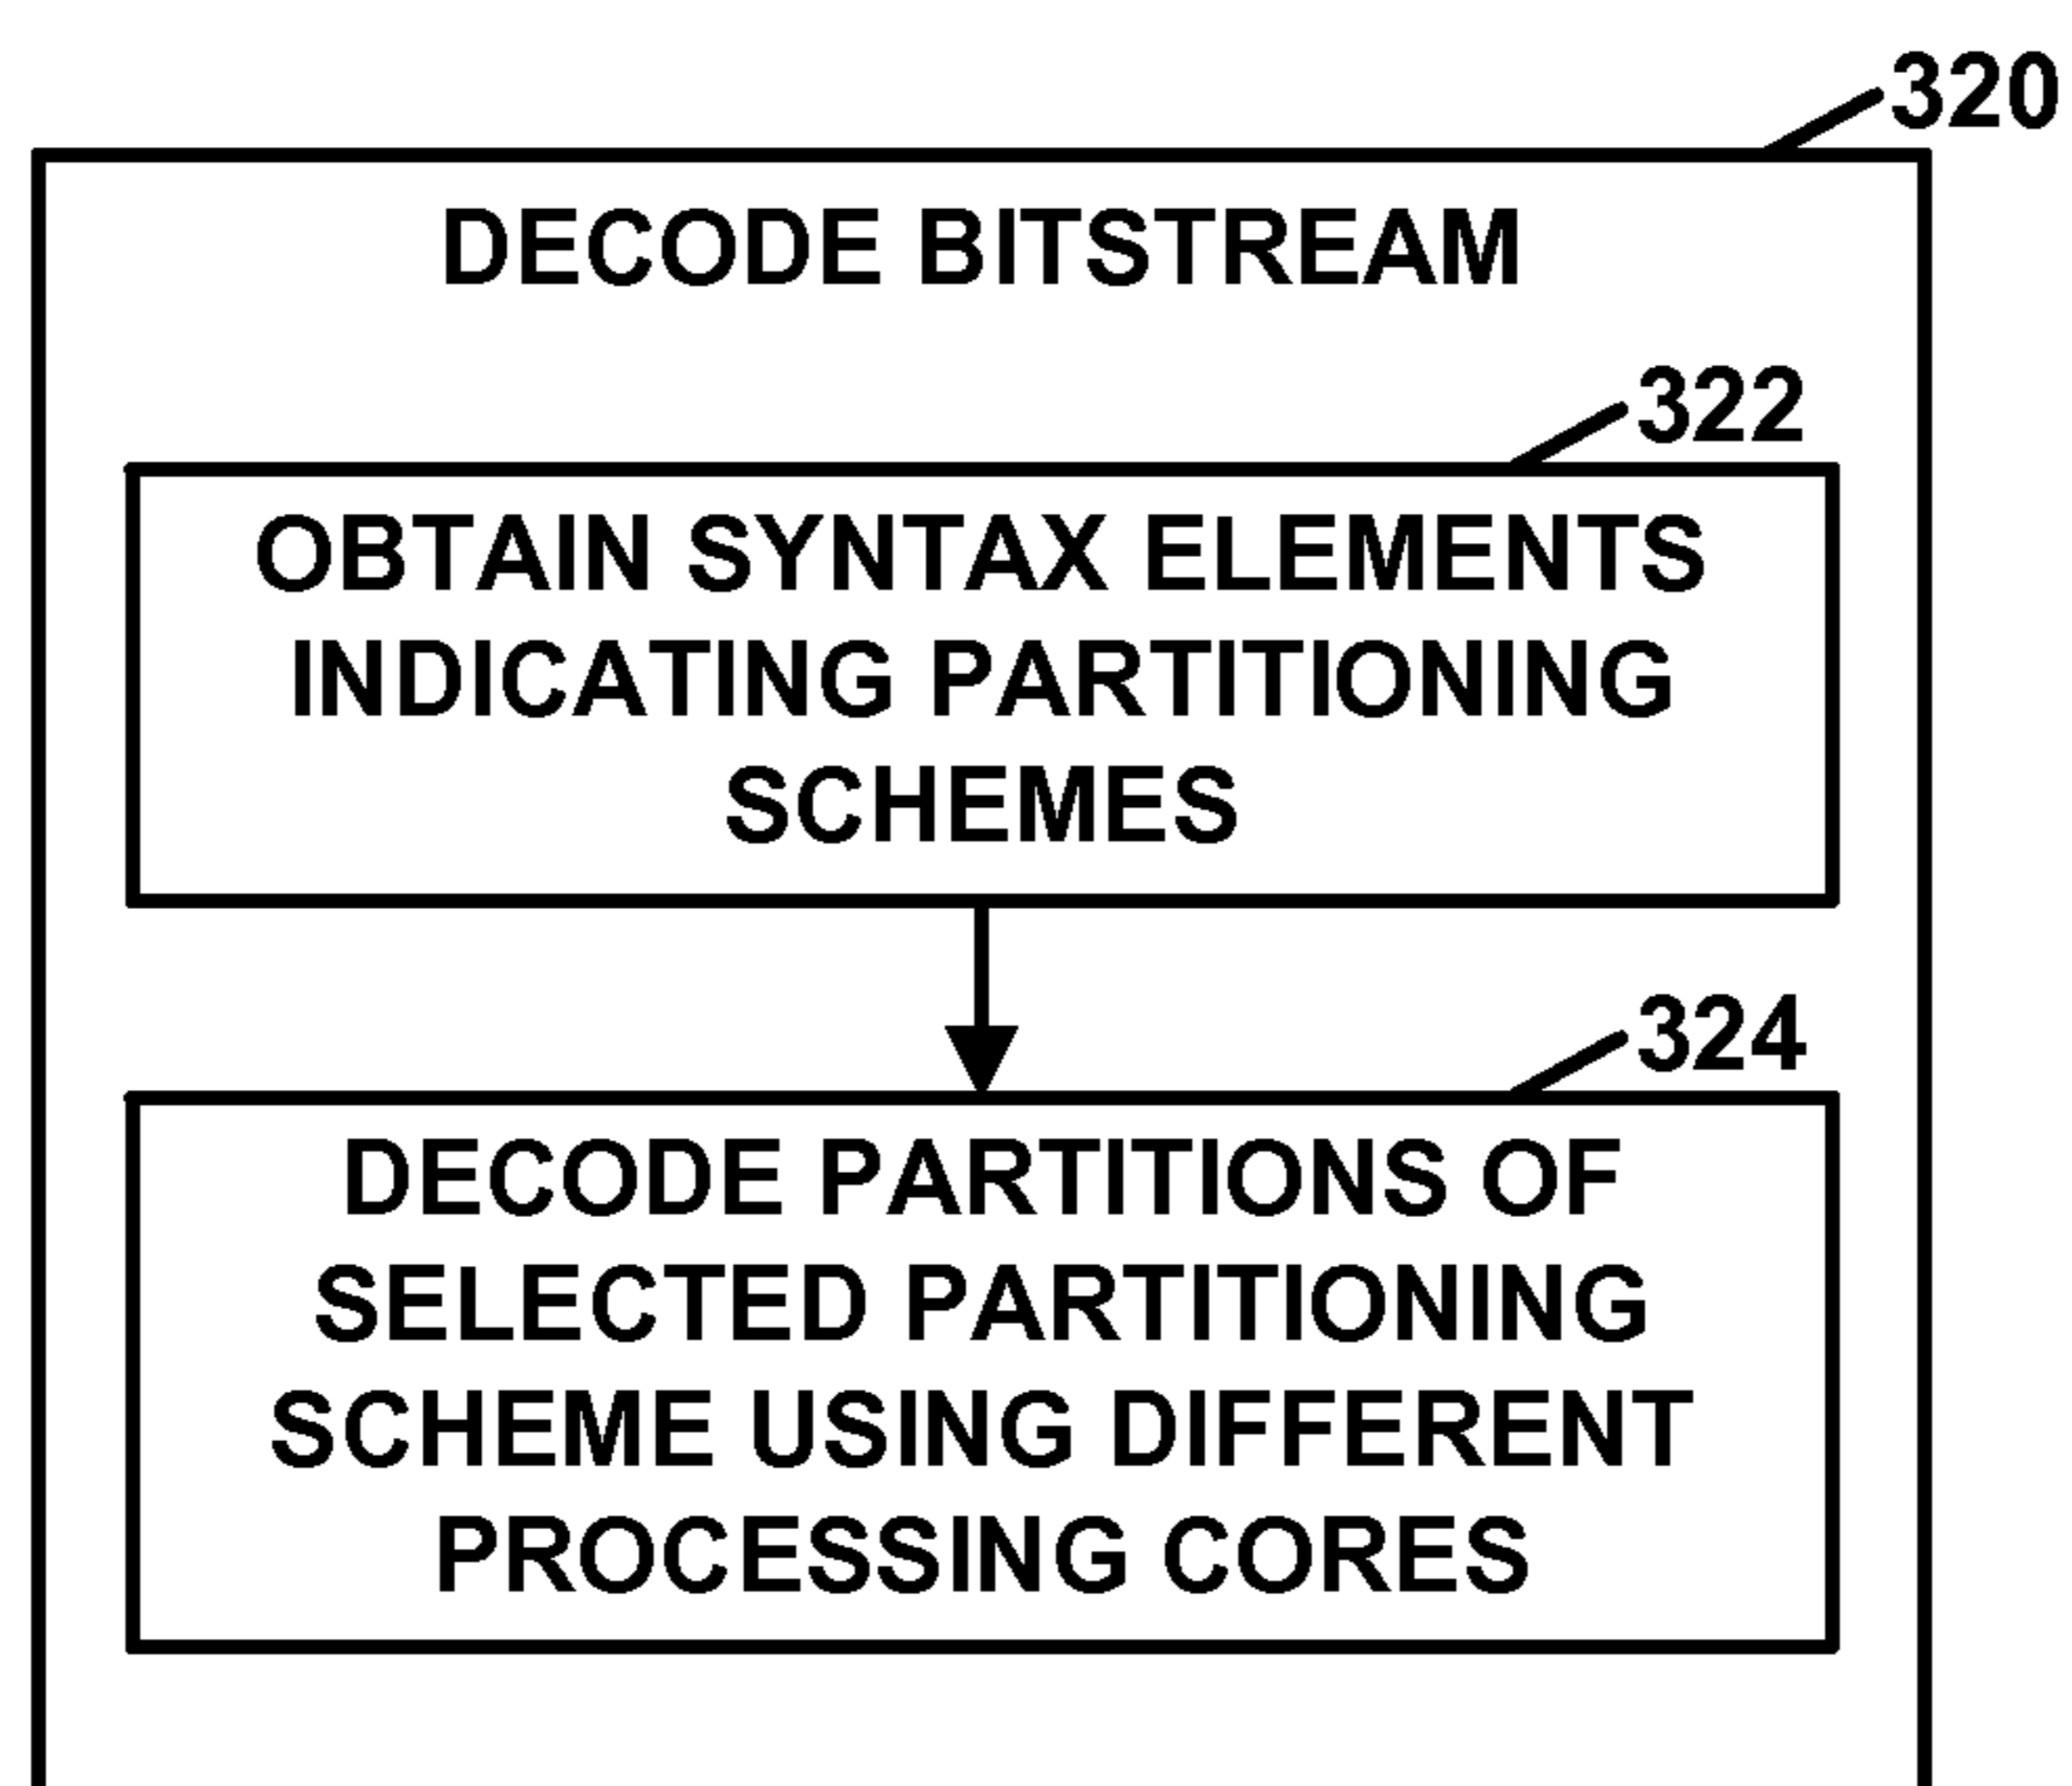 320
DECODE BITSTREAM
322
OBTAIN SYNTAX ELEMENTS
INDICATING PARTITIONING
SCHEMES
324
DECODE PARTITIONS OF
SELECTED PARTITIONING
SCHEME USING DIFFERENT
PROCESSING CORES